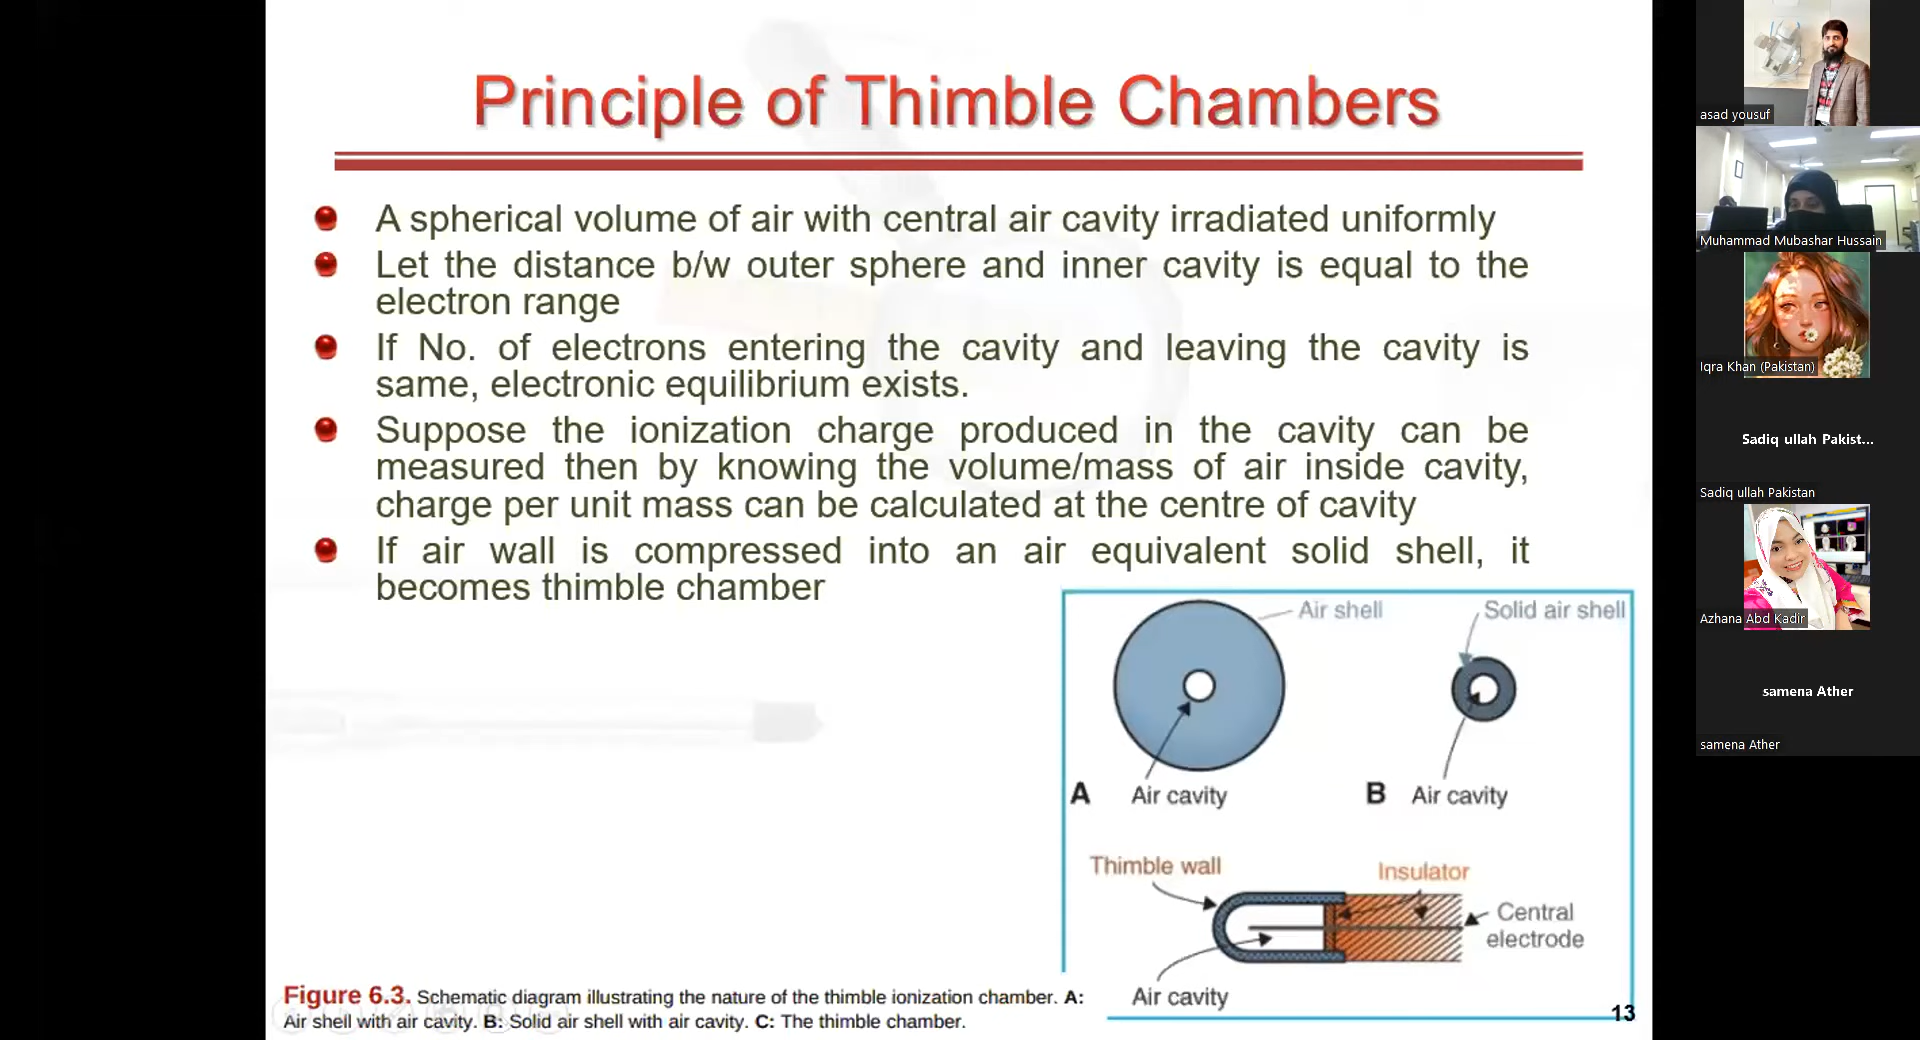 Principle of Thimble Chambers
A spherical volume of air with central air cavity irradiated uniformly
Let the distance b/w outer sphere and inner cavity is equal to the
electron range
If No. of electrons entering the cavity and leaving the cavity is
same, electronic equilibrium exists.
Suppose the ionization charge produced in the cavity can be
measured then by knowing the volume/mass of air inside cavity,
charge per unit mass can be calculated at the centre of cavity
If air wall is compressed into an air equivalent solid shell, it
becomes thimble chamber
Air shell
Solid air shell
A Air cavity
B Air cavity
Thimble wall
Insulator
Central
electrode
Air cavity
Figure 6.3. Schematic diagram illustrating the nature of the thimble ionization chamber. A:
Air shell with air cavity. B: Solid air shell with air cavity. C: The thimble chamber.
13
asad yousuf
Muhammad Mubashar Hussain
Iqra Khan (Pakistan)
Sadiq ullah Pakist...
Sadiq ullah Pakistan
Azhana Abd Kadir
samena Ather
samena Ather